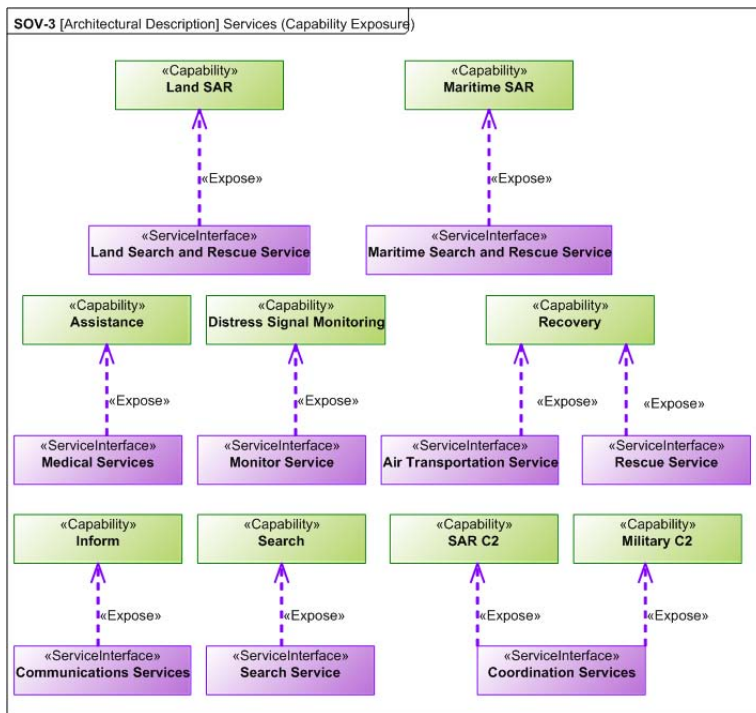 SOV-3 [Architectural Description] Services (Capability Exposure)
«Capability»
Land SAR
«Capability»
Maritime SAR
«Expose»
«Expose»
«ServiceInterface»
Land Search and Rescue Service
«ServiceInterface»
Maritime Search and Rescue Service
«Capability»
Assistance
«Capability»
Distress Signal Monitoring
«Capability»
Recovery
«Expose»
«Expose»
«Expose»
«Expose»
«ServiceInterface»
Medical Services
«ServiceInterface»
Monitor Service
«ServiceInterface»
Air Transportation Service
«ServiceInterface»
Rescue Service
«Capability»
Inform
«Capability»
Search
«Capability»
SAR C2
«Capability»
Military C2
«Expose»
«Expose»
«Expose»
«Expose»
«ServiceInterface»
Communications Services
«ServiceInterface»
Search Service
«ServiceInterface»
Coordination Services